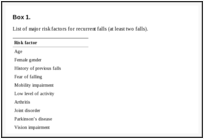 Box 1.
List of major risk factors for recurrent falls (at least two falls).
Risk factor
Age
Female gender
History of previous falls
Fear of falling
Mobility impairment
Low level of activity
Arthritis
Joint disorder
Parkinson's disease
Vision impairment